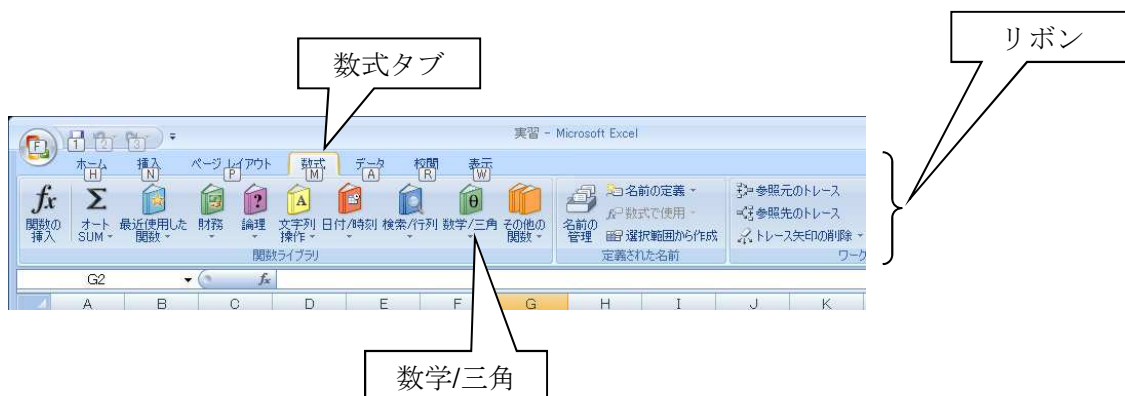 リボン
数式タブ
実習 - Microsoft Excel
F 1 2 3
ホーム 挿入 ページ レイアウト 数式 データ 校閲 表示
H N P M A R W
fx Σ A ? θ
関数の挿入 オート SUM 最近使用した関数 財務 論理 文字列操作 日付/時刻 検索/行列 数学/三角 その他の関数
関数ライブラリ
名前の管理 名前の定義
数式で使用
選択範囲から作成
定義された名前
参照元のトレース
参照先のトレース
トレース矢印の削除
ワーク
G2 fx
A B C D E F G H I J K
数学/三角